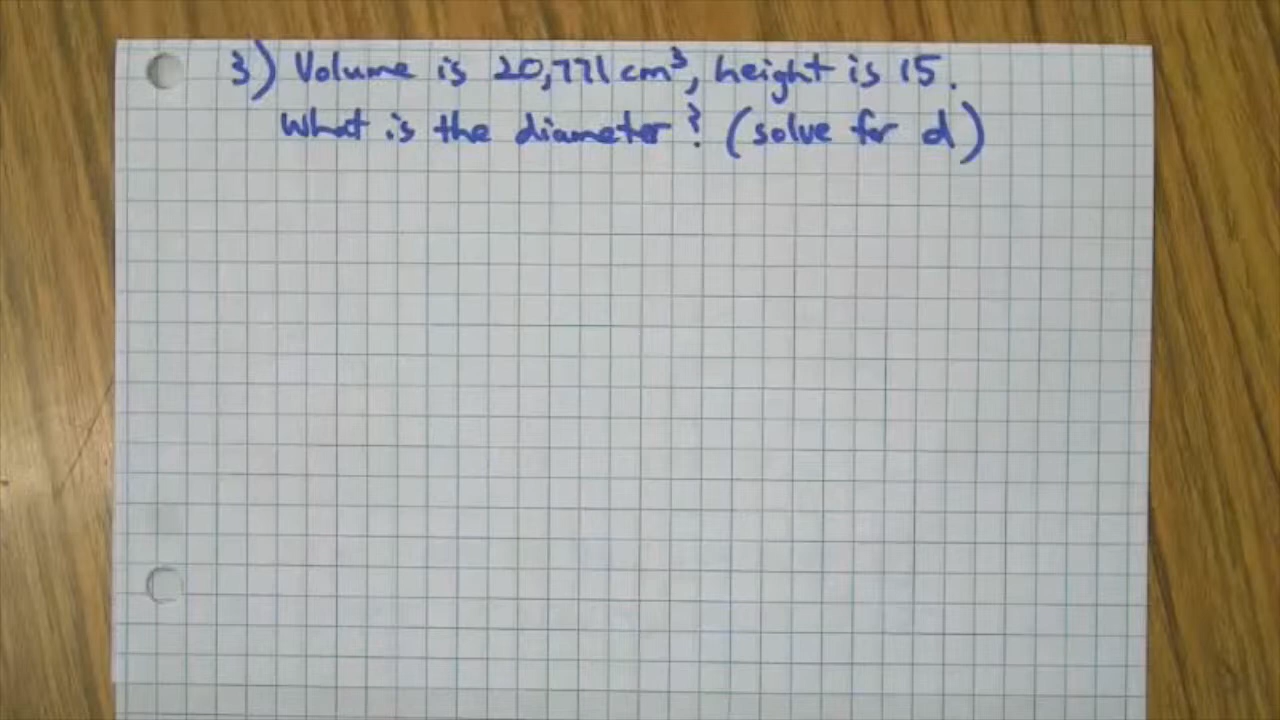 3) Volume is 20,771 cm³, height is 15.
What is the diameter? (solve for d)